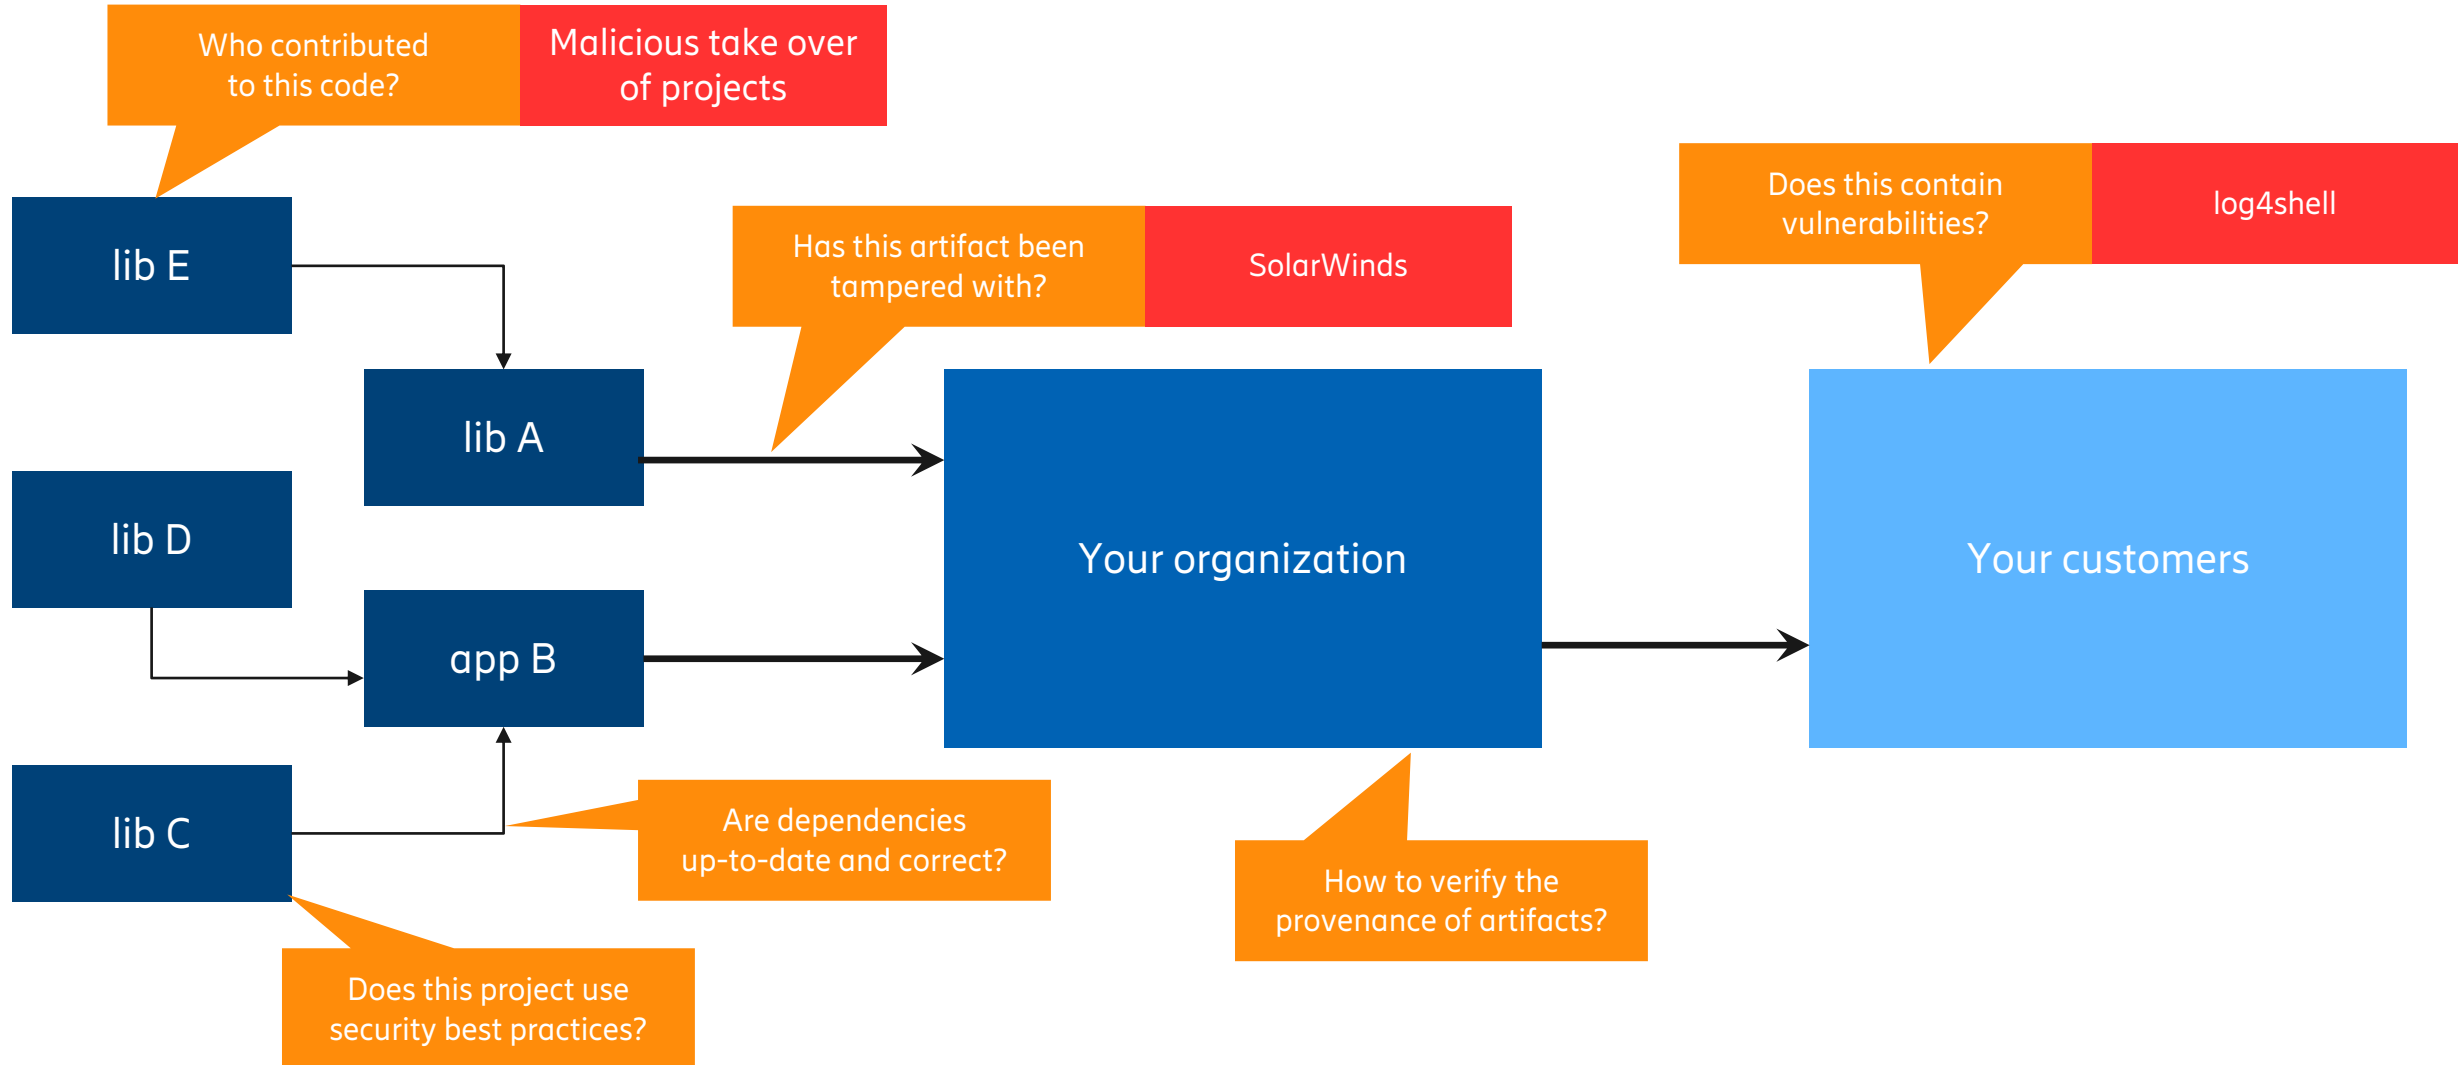 Who contributed
to this code?
Malicious take over
of projects
Does this contain
vulnerabilities?
log4shell
Has this artifact been
tampered with?
SolarWinds
lib E
lib A
lib D
Your organization
Your customers
app B
lib C
Are dependencies
up-to-date and correct?
How to verify the
provenance of artifacts?
Does this project use
security best practices?